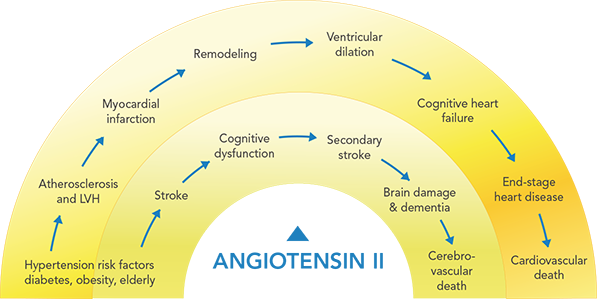 Hypertension risk factors
diabetes, obesity, elderly
Atherosclerosis
and LVH
Myocardial
infarction
Remodeling
Ventricular
dilation
Cognitive heart
failure
End-stage
heart disease
Cardiovascular
death
Stroke
Cognitive
dysfunction
Secondary
stroke
Brain damage
& dementia
Cerebro-
vascular
death
ANGIOTENSIN II